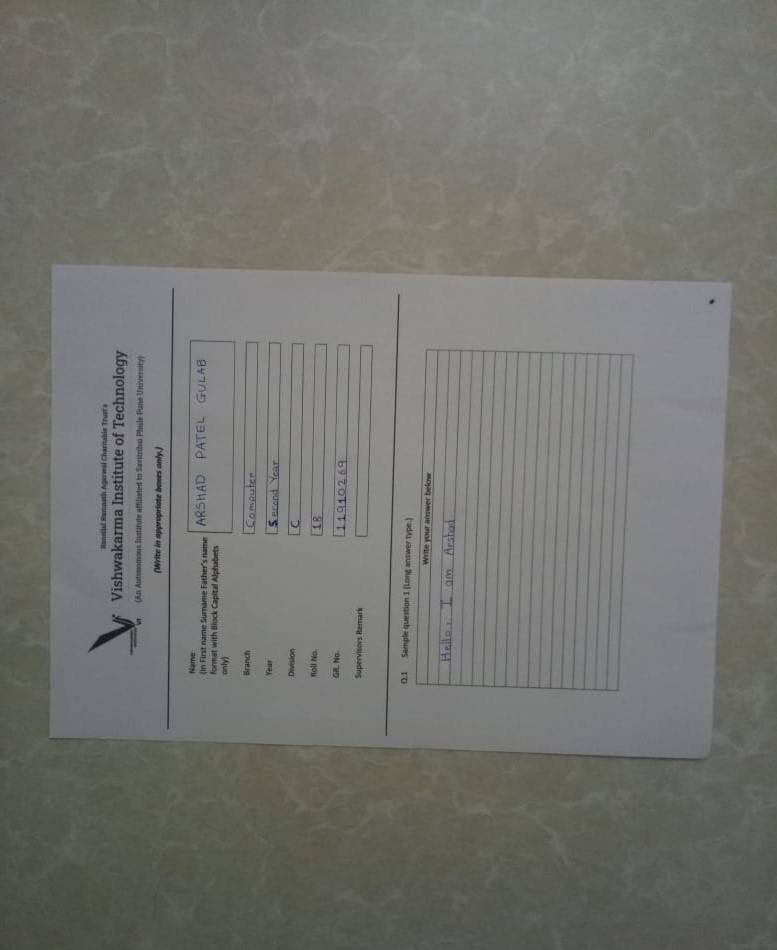 Bansilal Ramnath Agarwal Charitable Trust's
Vishwakarma Institute of Technology
(An Autonomous Institute affiliated to Savitribai Phule Pune University)
(Write in appropriate boxes only.)
Name
(in First name Surname Father's name
format with Block Capital Alphabets
only)
ARSHAD PATEL GULAB
Branch Computer
Year Second Year
Division C
Roll No. 18
GR. No. 11910269
Supervisors Remark
Q.1 Sample question 1 (Long answer type.)
Write your answer below
Hello, I am Arshad